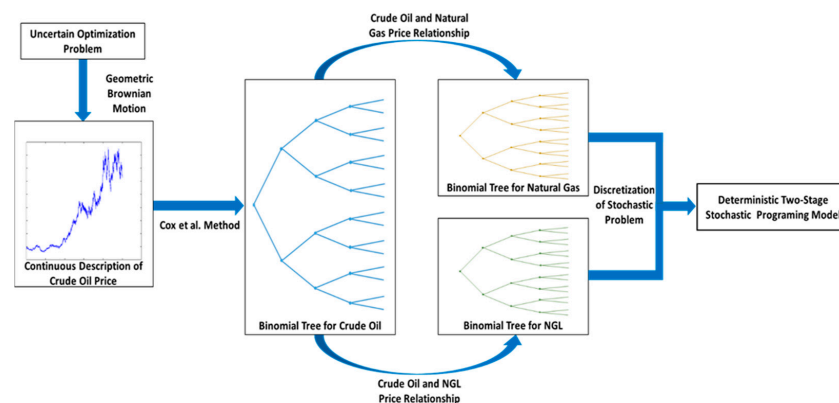 Uncertain Optimization
Problem
Geometric
Brownian
Motion
Continuous Description of
Crude Oil Price
Cox et al. Method
Crude Oil and Natural
Gas Price Relationship
Binomial Tree for Crude Oil
Crude Oil and NGL
Price Relationship
Binomial Tree for Natural Gas
Binomial Tree for NGL
Discretization
of Stochastic
Problem
Deterministic Two-Stage
Stochastic Programing Model